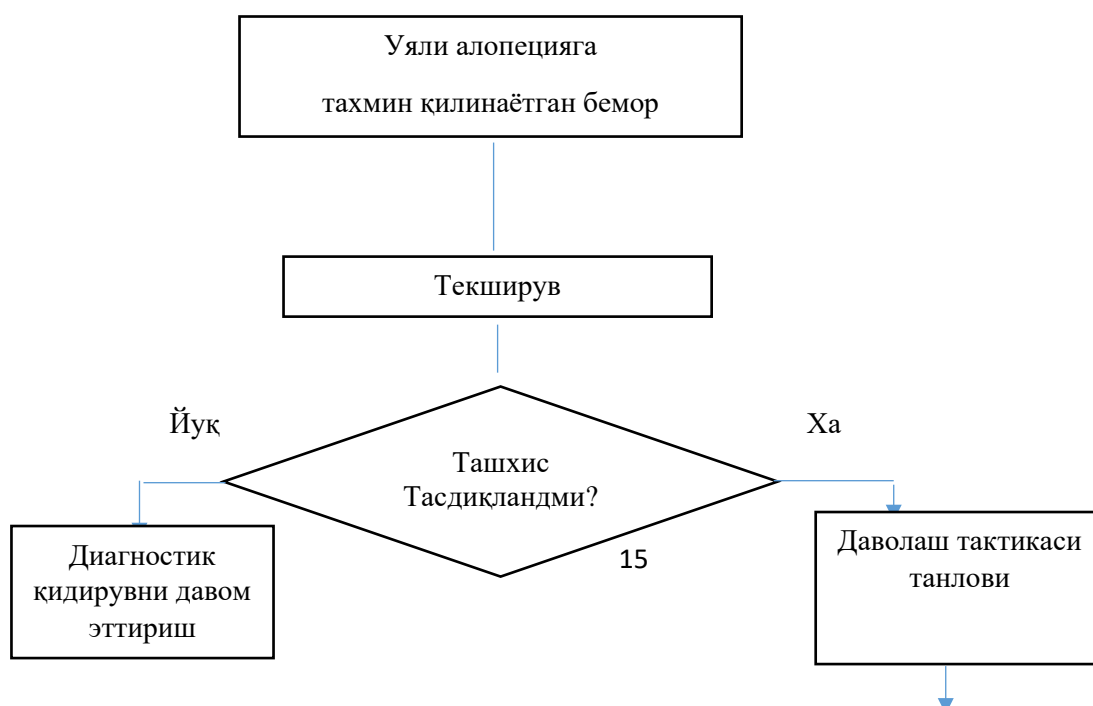 Уяли алопецияга
тахмин қилинаётган бемор
Текширув
Йуқ
Ха
Ташхис
Тасдиқландми?
15
Диагностик
қидирувни давом
эттириш
Даволаш тактикаси
танлови